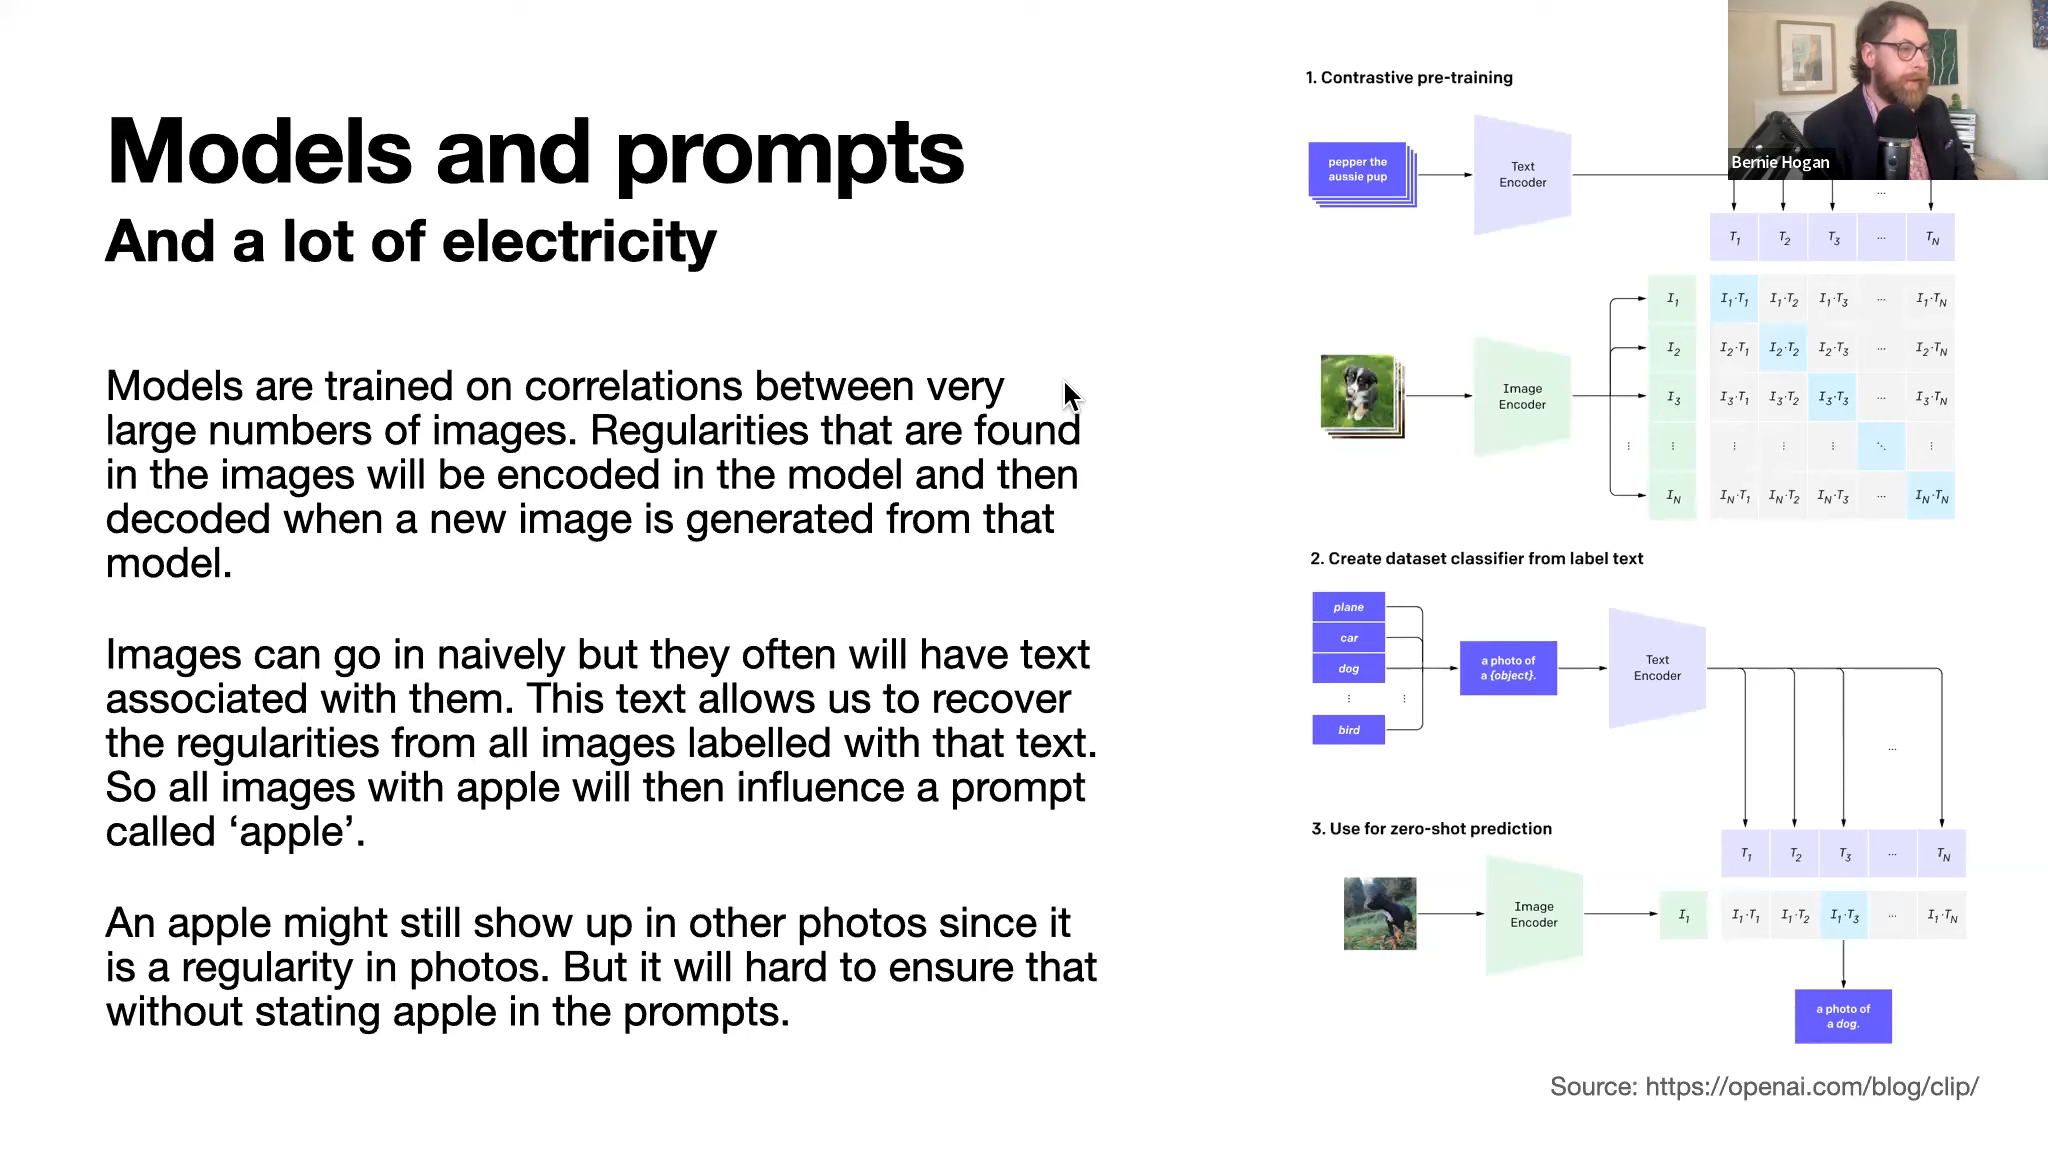 Models and prompts
And a lot of electricity
Models are trained on correlations between very
large numbers of images. Regularities that are found
in the images will be encoded in the model and then
decoded when a new image is generated from that
model.
Images can go in naively but they often will have text
associated with them. This text allows us to recover
the regularities from all images labelled with that text.
So all images with apple will then influence a prompt
called ‘apple’.
An apple might still show up in other photos since it
is a regularity in photos. But it will hard to ensure that
without stating apple in the prompts.
1. Contrastive pre-training
pepper the
aussie pup
Text
Encoder
Bernie Hogan
...
T1 T2 T3 ... TN
I1 I1·T1 I1·T2 I1·T3 ... I1·TN
I2 I2·T1 I2·T2 I2·T3 ... I2·TN
Image
Encoder
I3 I3·T1 I3·T2 I3·T3 ... I3·TN
⋮ ⋮ ⋮ ⋮ ⋮ ⋱ ⋮
IN IN·T1 IN·T2 IN·T3 ... IN·TN
2. Create dataset classifier from label text
plane
car
dog
⋮ ⋮
bird
a photo of
a {object}.
Text
Encoder
...
3. Use for zero-shot prediction
T1 T2 T3 ... TN
Image
Encoder
I1 I1·T1 I1·T2 I1·T3 ... I1·TN
a photo of
a dog.
Source: https://openai.com/blog/clip/